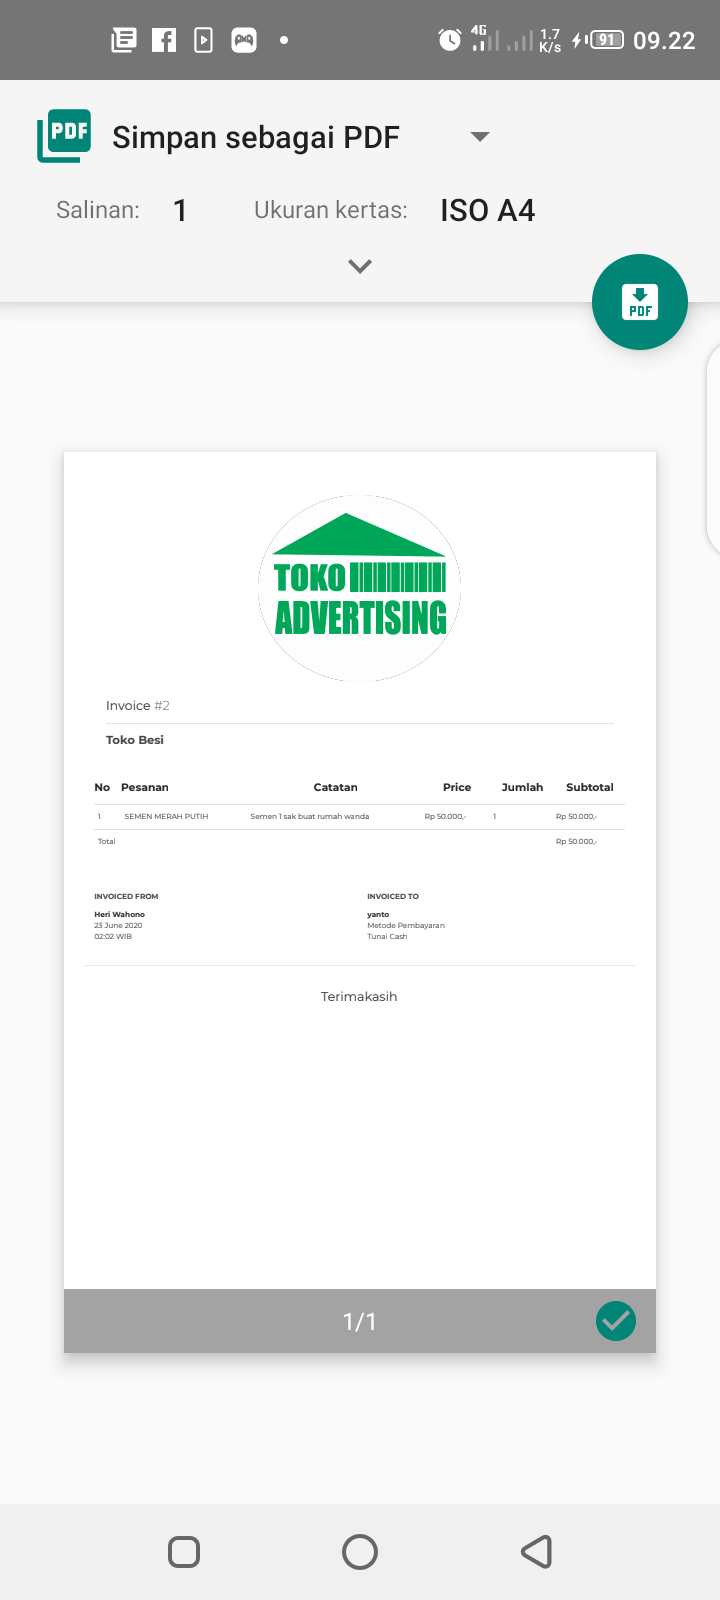 4G
1.7
K/s
91
09.22
PDF
Simpan sebagai PDF
Salinan: 1 Ukuran kertas: ISO A4
PDF
TOKO
ADVERTISING
Invoice #2
Toko Besi
No Pesanan Catatan Price Jumlah Subtotal
1 SEMEN MERAH PUTIH Semen 1 sak buat rumah wanda Rp 50.000,- 1 Rp 50.000,-
Total Rp 50.000,-
INVOICED FROM
Heri Wahono
23 June 2020
02:02 WIB
INVOICED TO
yanto
Metode Pembayaran
Tunai Cash
Terimakasih
1/1